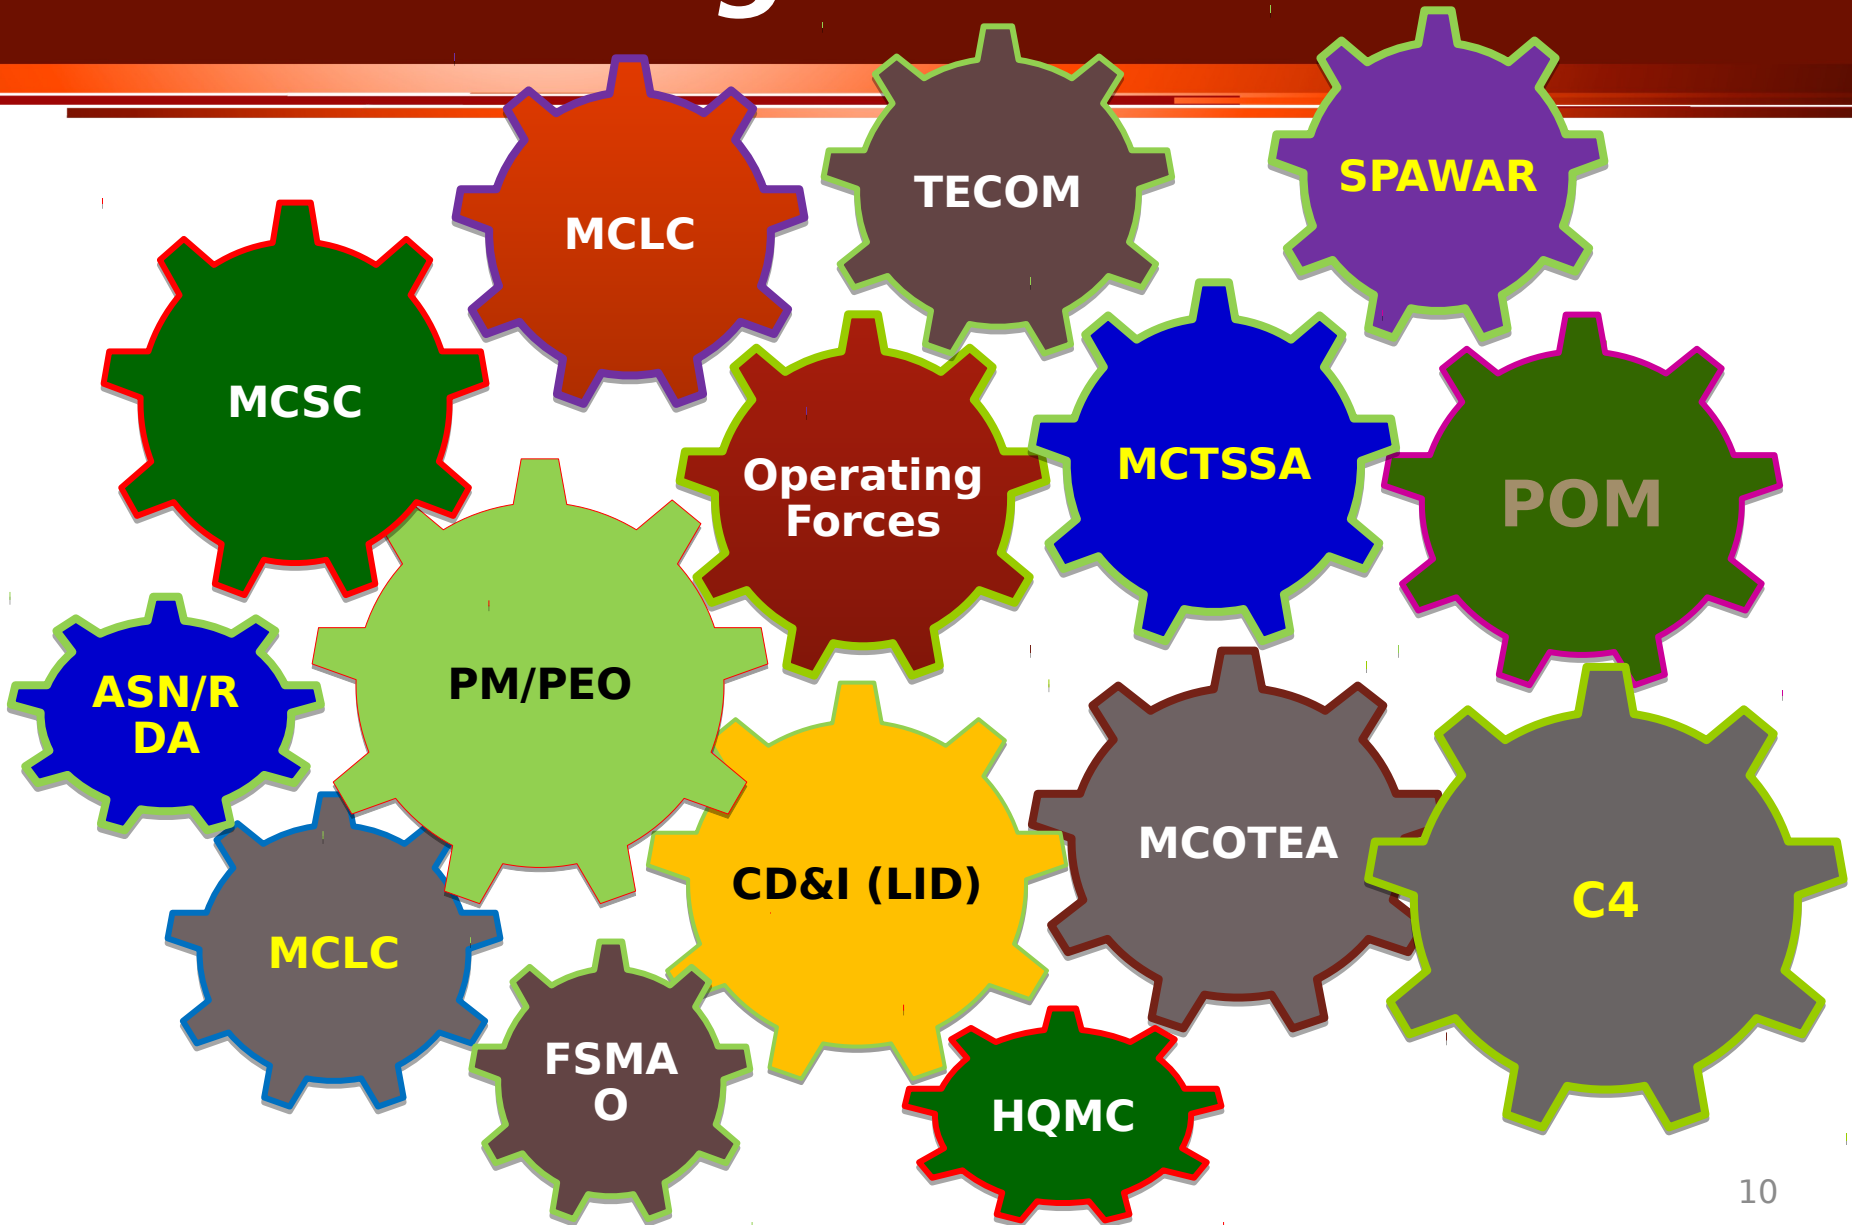 SPAWAR
TECOM
MCLC
MCSC
Operating
Forces
MCTSSA
POM
ASN/R
DA
PM/PEO
MCOTEA
CD&I (LID)
C4
MCLC
FSMA
O
HQMC
10